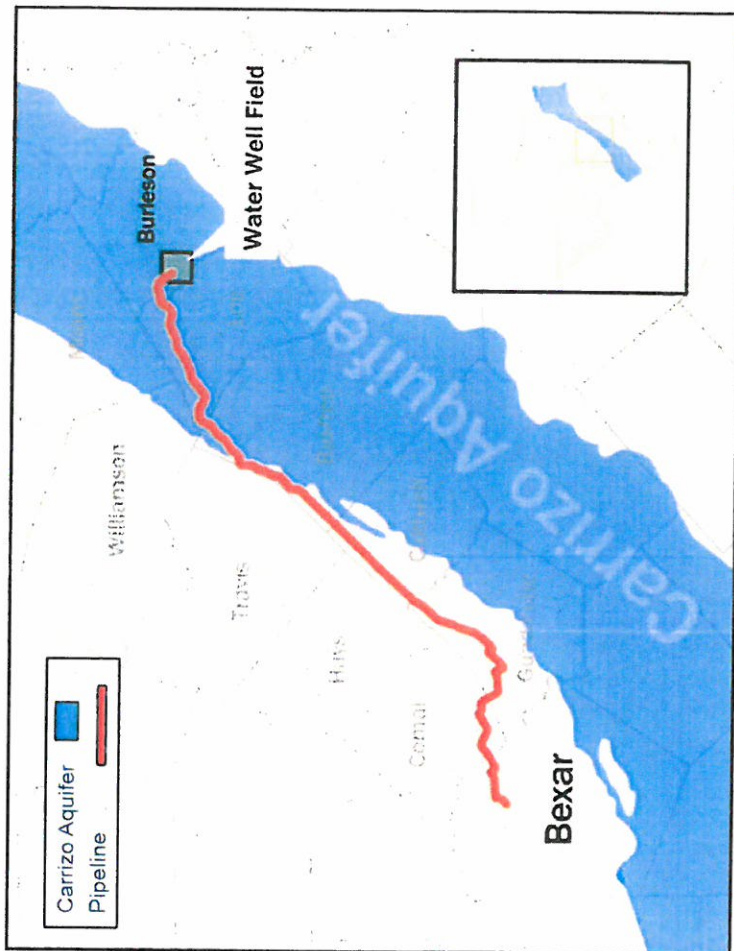 Carrizo Aquifer
Pipeline
Williamson
Travis
Hays
Comal
Bexar
Burleson
Water Well Field
Carrizo Aquifer